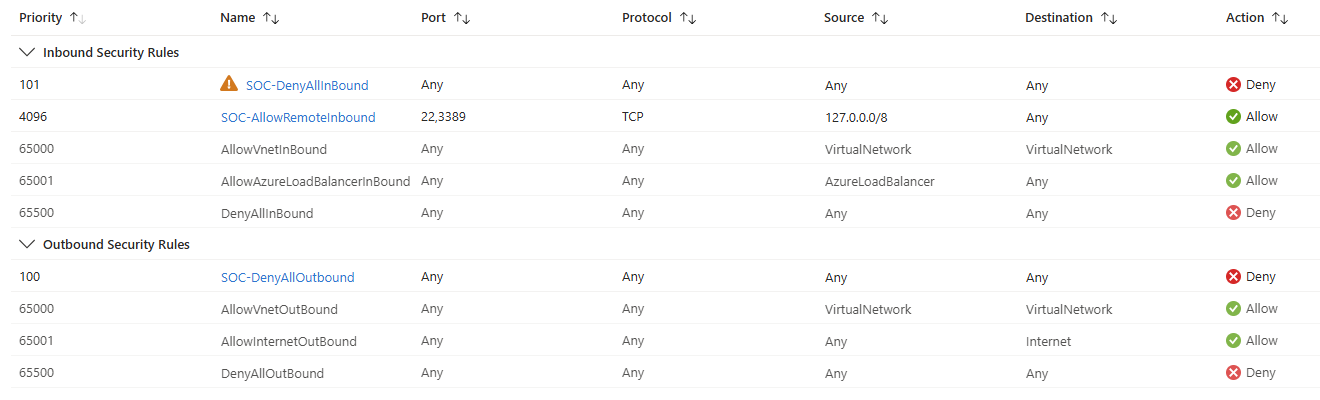 Priority Name Port Protocol Source Destination Action
Inbound Security Rules
101 SOC-DenyAllInBound Any Any Any Any Deny
4096 SOC-AllowRemoteInbound 22,3389 TCP 127.0.0.0/8 Any Allow
65000 AllowVnetInBound Any Any VirtualNetwork VirtualNetwork Allow
65001 AllowAzureLoadBalancerInBound Any Any AzureLoadBalancer Any Allow
65500 DenyAllInBound Any Any Any Any Deny
Outbound Security Rules
100 SOC-DenyAllOutbound Any Any Any Any Deny
65000 AllowVnetOutBound Any Any VirtualNetwork VirtualNetwork Allow
65001 AllowInternetOutBound Any Any Any Internet Allow
65500 DenyAllOutBound Any Any Any Any Deny